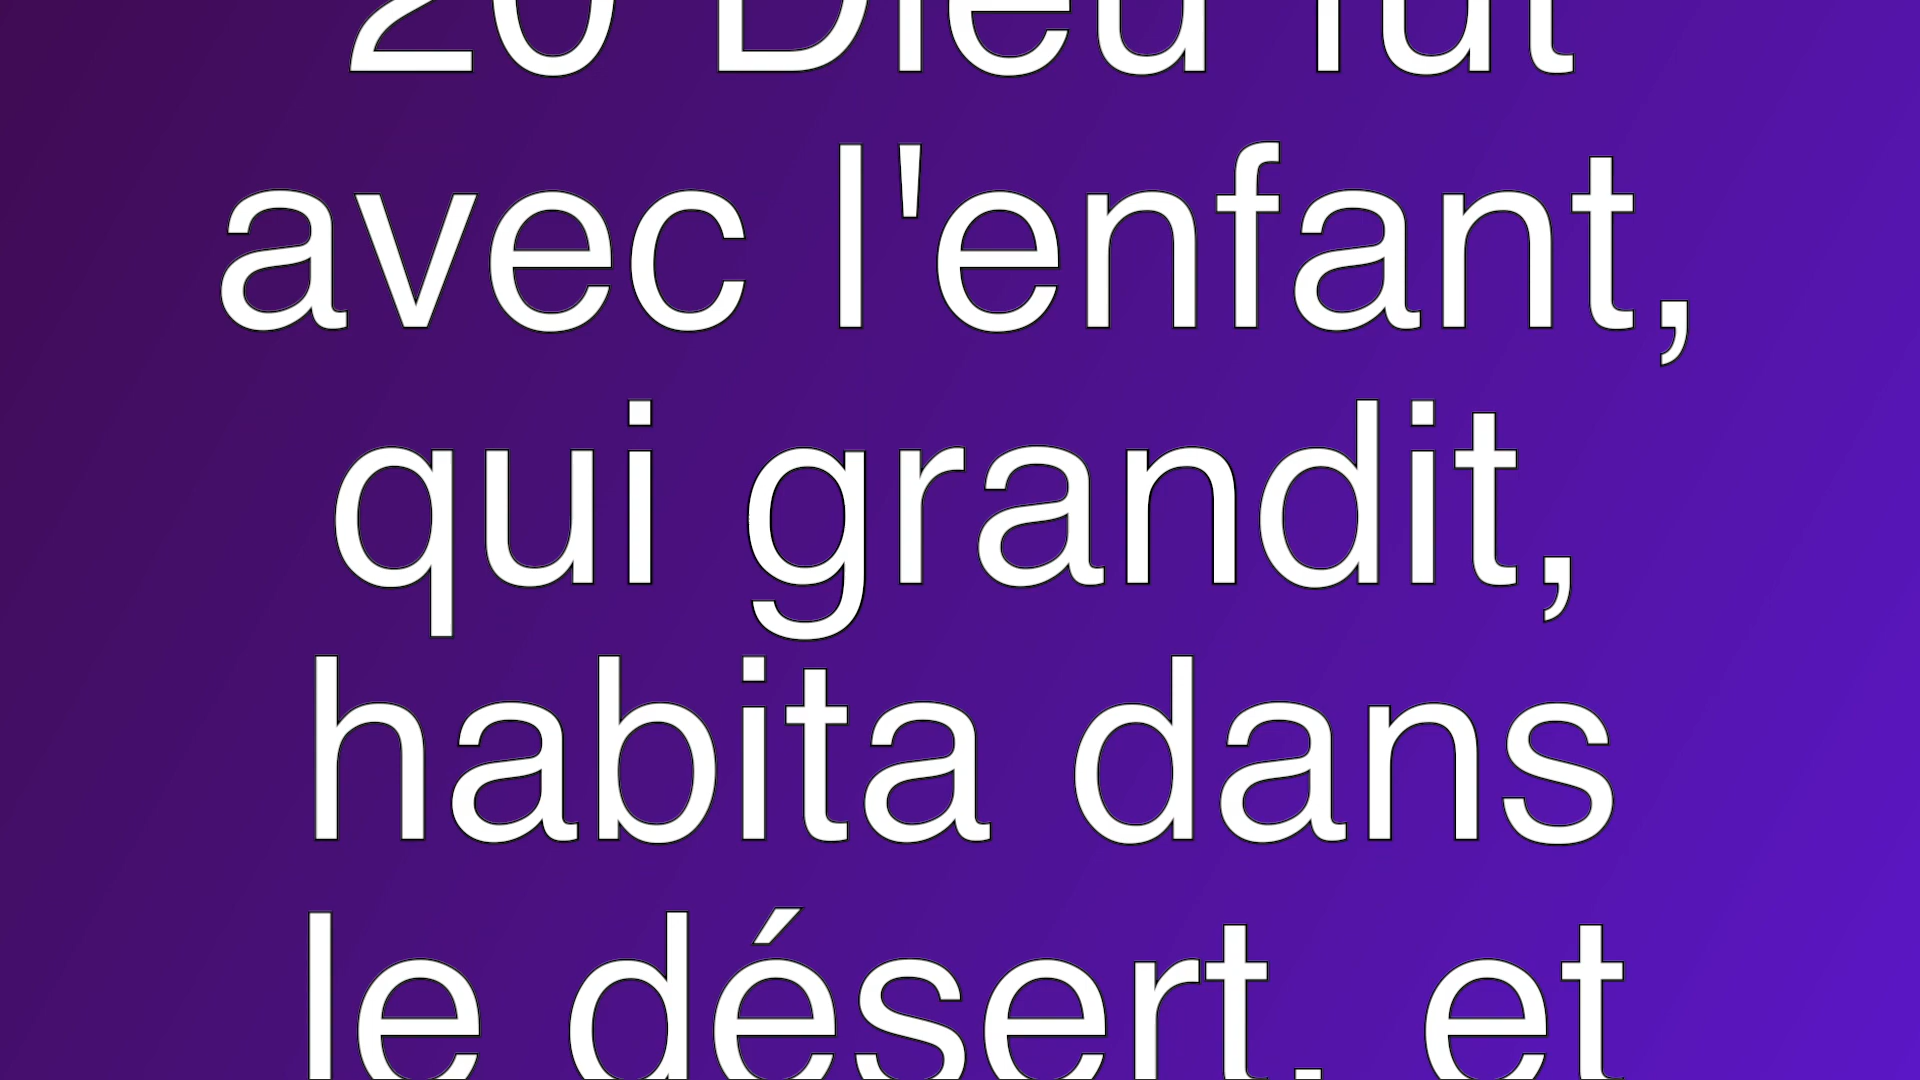 20 Dieu fut
avec l'enfant,
qui grandit,
habita dans
le désert, et